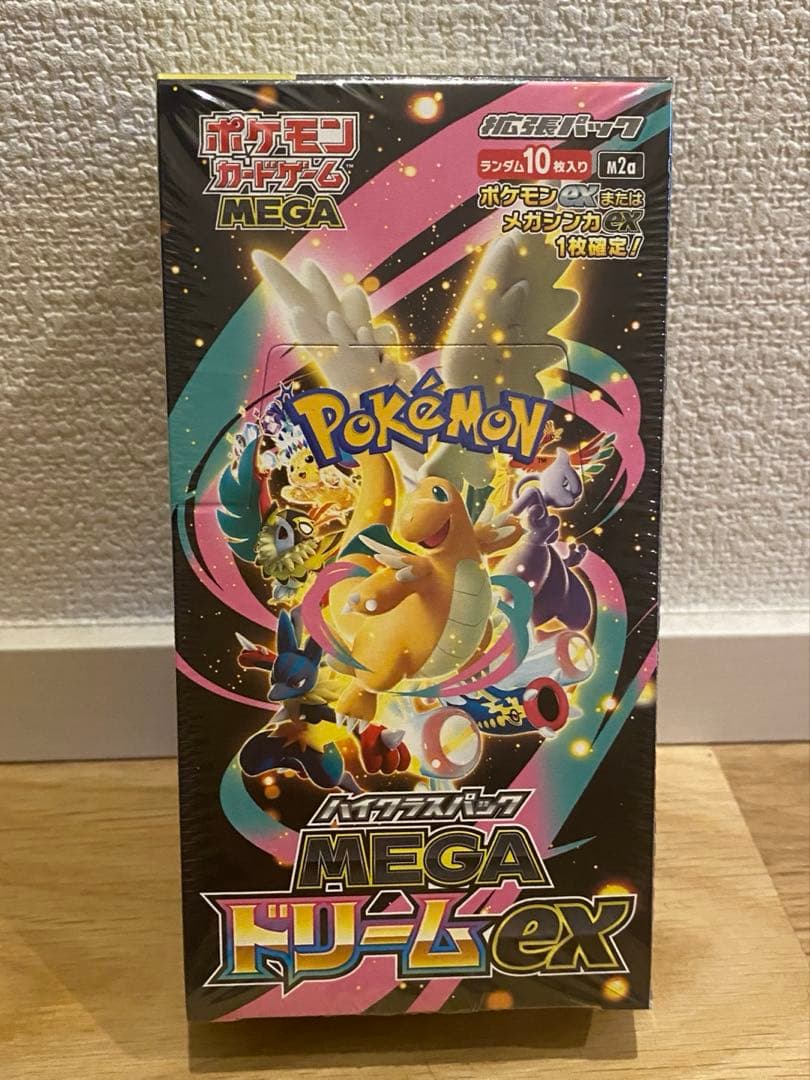 ポケモン
カードゲーム™
MEGA
拡張パック
ランダム10枚入り M2a
ポケモンexまたは
メガシンカex
1枚確定!
POKÉMON
ハイクラスパック
MEGA
ドリームex